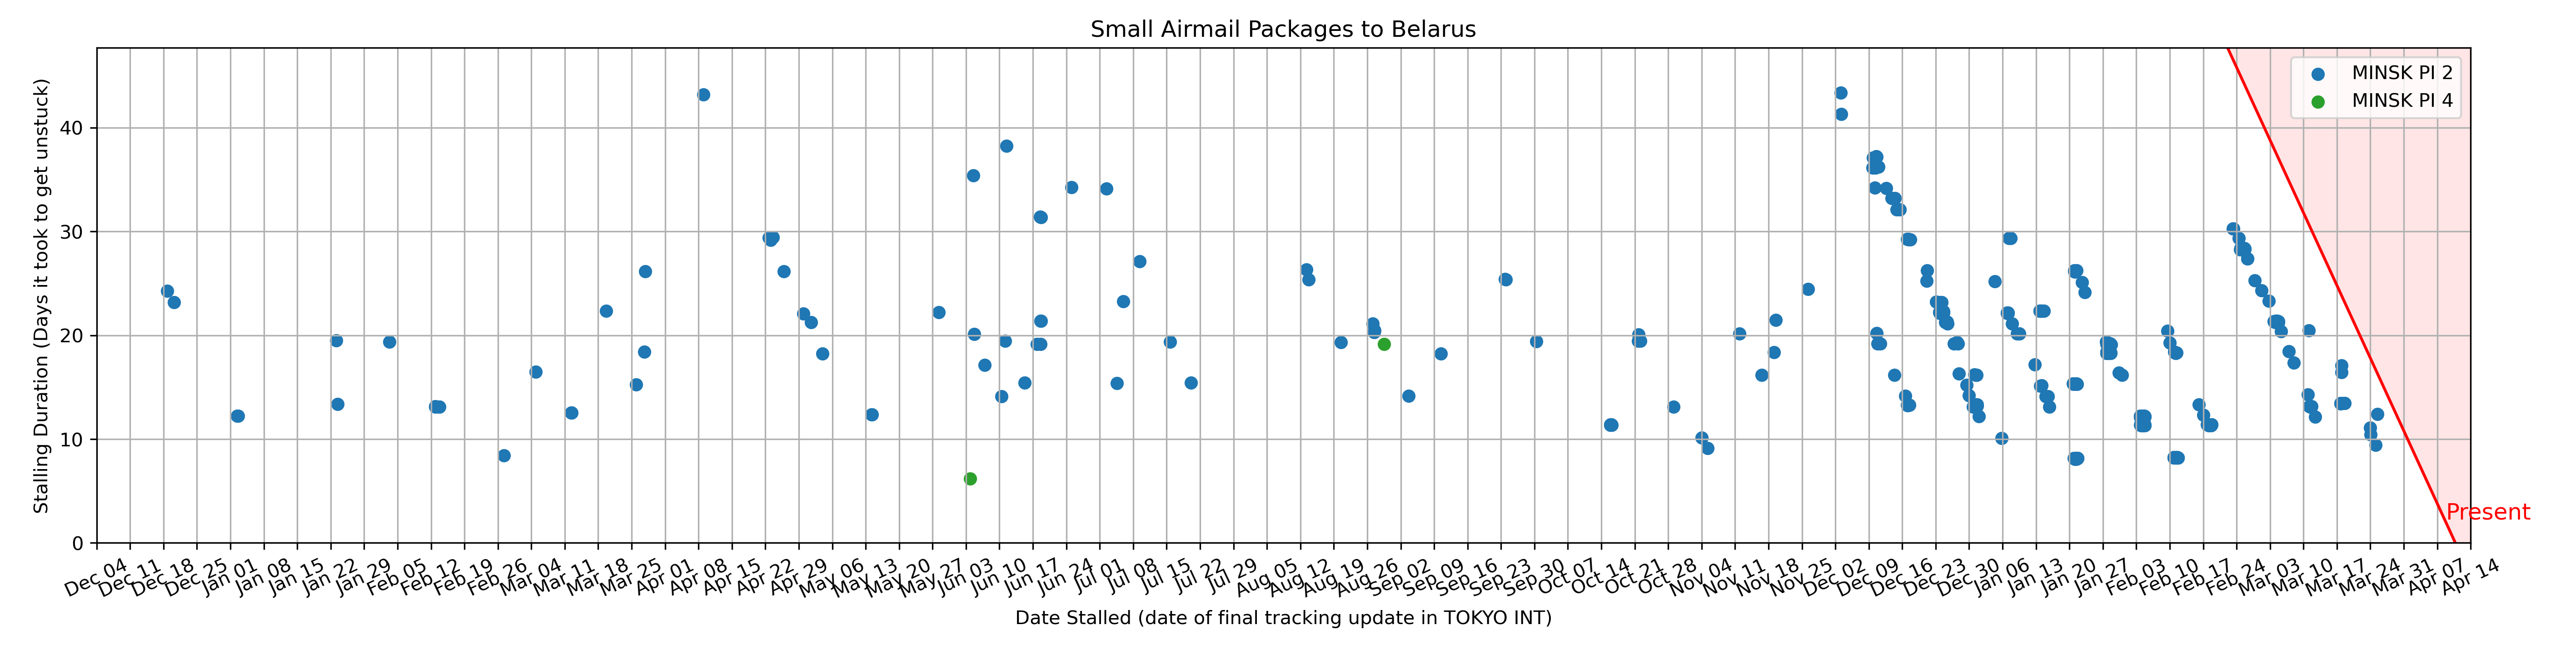 Small Airmail Packages to Belarus
Stalling Duration (Days it took to get unstuck)
40
30
20
10
0
MINSK PI 2
MINSK PI 4
Present
Dec 04
Dec 11
Dec 18
Dec 25
Jan 01
Jan 08
Jan 15
Jan 22
Jan 29
Feb 05
Feb 12
Feb 19
Feb 26
Mar 04
Mar 11
Mar 18
Mar 25
Apr 01
Apr 08
Apr 15
Apr 22
Apr 29
May 06
May 13
May 20
May 27
Jun 03
Jun 10
Jun 17
Jun 24
Jul 01
Jul 08
Jul 15
Jul 22
Jul 29
Aug 05
Aug 12
Aug 19
Aug 26
Sep 02
Sep 09
Sep 16
Sep 23
Sep 30
Oct 07
Oct 14
Oct 21
Oct 28
Nov 04
Nov 11
Nov 18
Nov 25
Dec 02
Dec 09
Dec 16
Dec 23
Dec 30
Jan 06
Jan 13
Jan 20
Jan 27
Feb 03
Feb 10
Feb 17
Feb 24
Mar 03
Mar 10
Mar 17
Mar 24
Mar 31
Apr 07
Apr 14
Date Stalled (date of final tracking update in TOKYO INT)